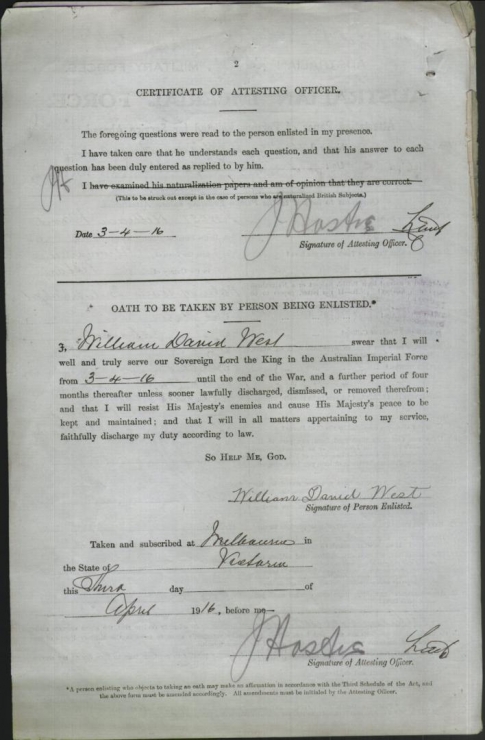 2
CERTIFICATE OF ATTESTING OFFICER.
The foregoing questions were read to the person enlisted in my presence.
I have taken care that he understands each question, and that his answer to each
question has been duly entered as replied to by him.
JH
I have examined his naturalization papers and am of opinion that they are correct.
(This to be struck out except in the case of persons who are naturalized British Subjects.)
Date 3-4-16
Signature of Attesting Officer.
OATH TO BE TAKEN BY PERSON BEING ENLISTED.*
3, William David West swear that I will
well and truly serve our Sovereign Lord the King in the Australian Imperial Force
from 3-4-16 until the end of the War, and a further period of four
months thereafter unless sooner lawfully discharged, dismissed, or removed therefrom;
and that I will resist His Majesty's enemies and cause His Majesty's peace to be
kept and maintained; and that I will in all matters appertaining to my service,
faithfully discharge my duty according to law.
SO HELP ME, GOD.
William David West
Signature of Person Enlisted.
Taken and subscribed at Melbourne in
the State of Victoria
this Third day of
April 1916, before me—
Signature of Attesting Officer.
*A person enlisting who objects to taking an oath may make an affirmation in accordance with the Third Schedule of the Act, and
the above form must be amended accordingly. All amendments must be initialed by the Attesting Officer.